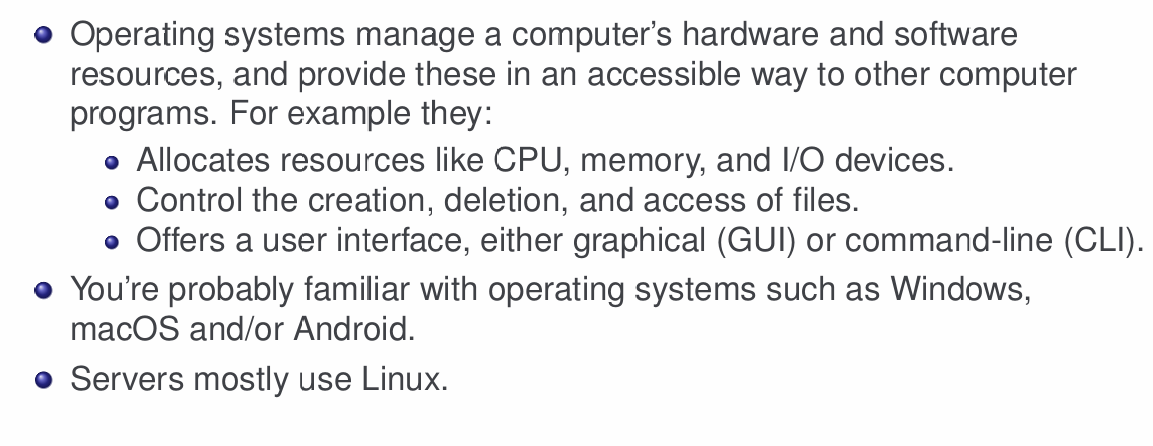 Operating systems manage a computer's hardware and software
resources, and provide these in an accessible way to other computer
programs. For example they:
Allocates resources like CPU, memory, and I/O devices.
Control the creation, deletion, and access of files.
Offers a user interface, either graphical (GUI) or command-line (CLI).
You're probably familiar with operating systems such as Windows,
macOS and/or Android.
Servers mostly use Linux.